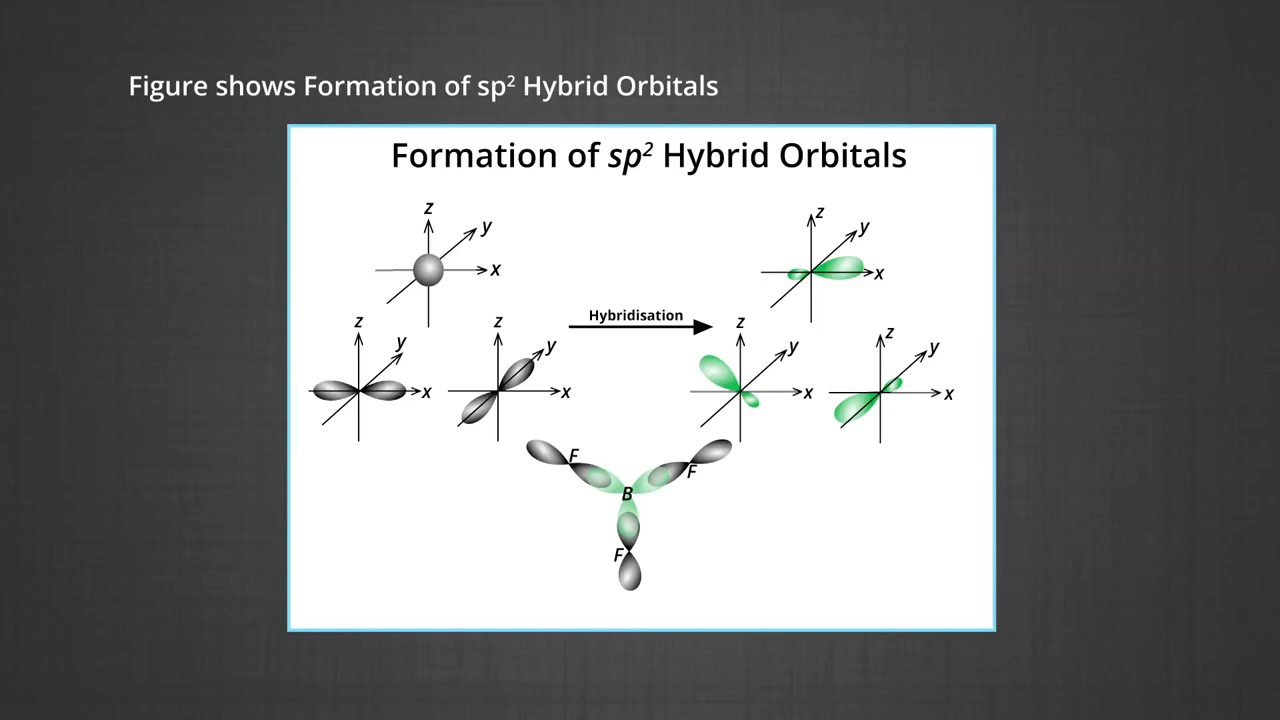 Figure shows Formation of sp² Hybrid Orbitals
Formation of sp² Hybrid Orbitals
z
y
x
z
y
x
Hybridisation
z
y
x
z
y
x
z
y
x
z
y
x
F
F
B
F